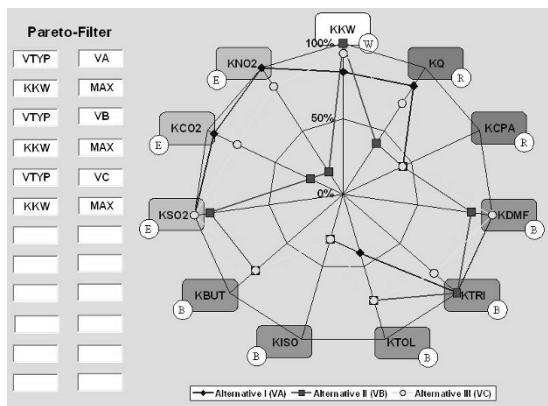 Pareto-Filter
VTYP VA
KKW MAX
VTYP VB
KKW MAX
VTYP VC
KKW MAX
KKW
W
100%
50%
0%
KNO2
E
KQ
R
KCO2
E
KCPA
R
KSO2
E
KDMF
B
KBUT
B
KTRI
B
KISO
B
KTOL
B
Alternative I (VA) Alternative II (VB) Alternative III (VC)